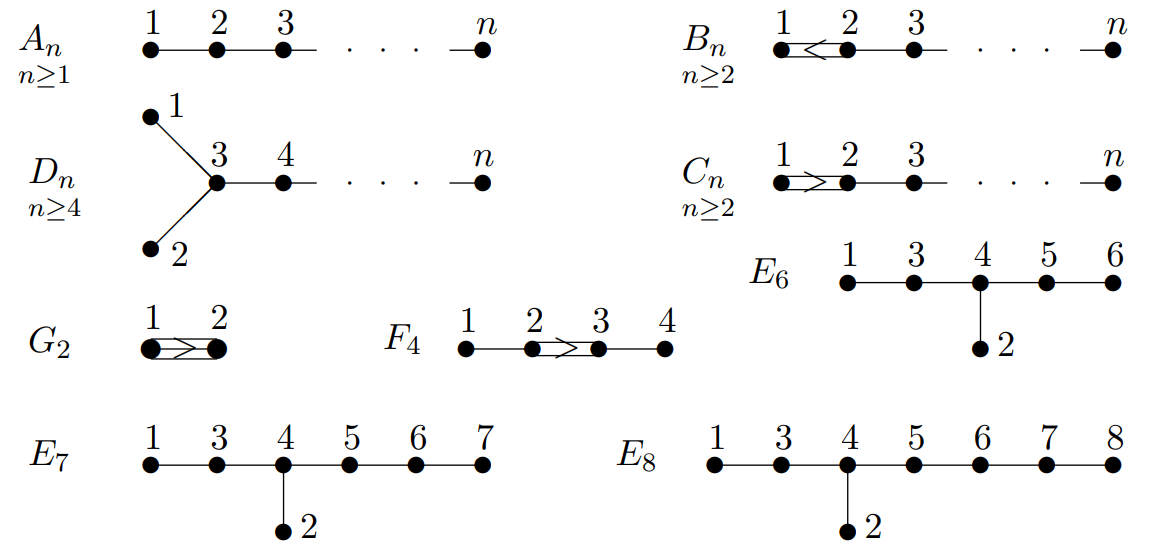 A_n n≥1 1 2 3 · · · n
B_n n≥2 1 2 3 · · · n
D_n n≥4 1 2 3 4 · · · n
C_n n≥2 1 2 3 · · · n
E_6 1 3 4 5 6 2
G_2 1 2
F_4 1 2 3 4
E_7 1 3 4 5 6 7 2
E_8 1 3 4 5 6 7 8 2